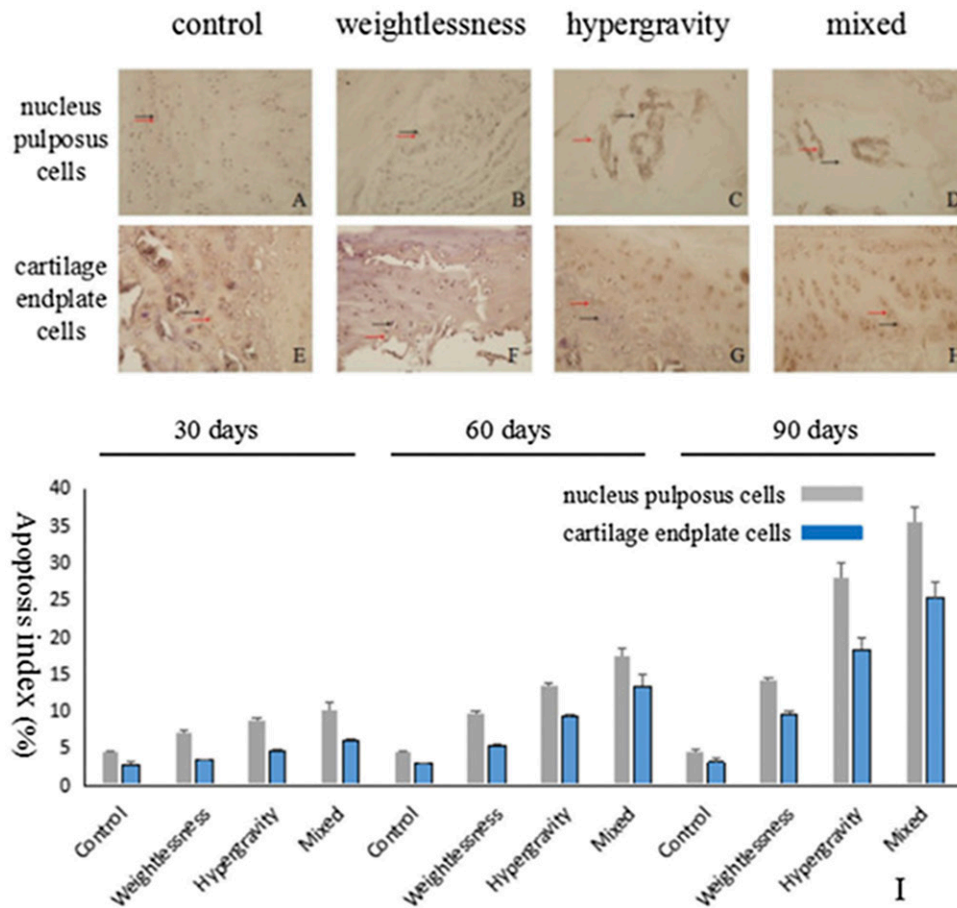 control weightlessness hypergravity mixed
nucleus
pulposus
cells
A B C D
cartilage
endplate
cells
E F G H
30 days 60 days 90 days
nucleus pulposus cells
cartilage endplate cells
Apoptosis index (%)
40
35
30
25
20
15
10
5
0
Control Weightlessness Hypergravity Mixed Control Weightlessness Hypergravity Mixed Control Weightlessness Hypergravity Mixed
I